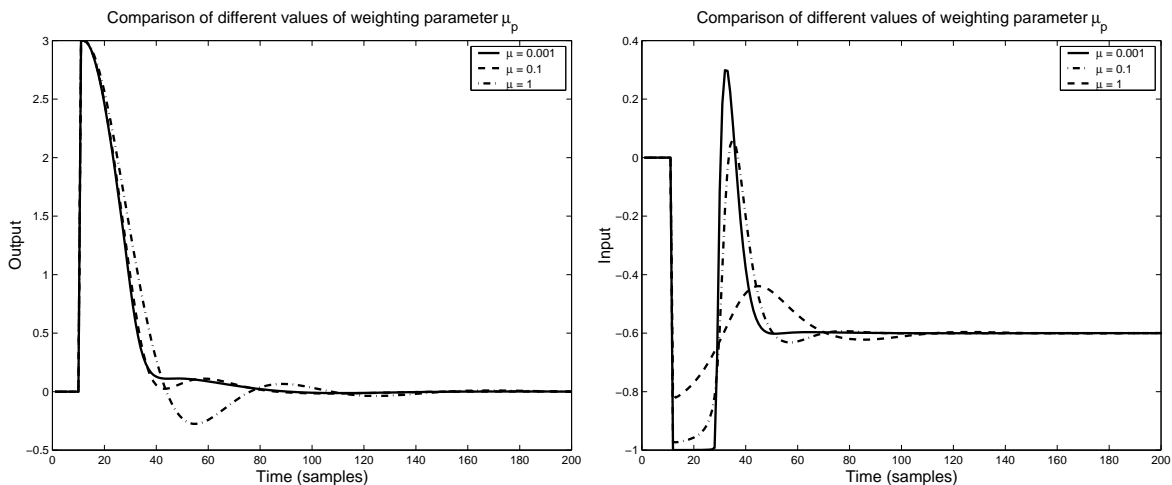 Comparison of different values of weighting parameter μp
3
2.5
2
1.5
1
0.5
0
−0.5
Output
0 20 40 60 80 100 120 140 160 180 200
Time (samples)
μ = 0.001
μ = 0.1
μ = 1
Comparison of different values of weighting parameter μp
0.4
0.2
0
−0.2
−0.4
−0.6
−0.8
−1
Input
0 20 40 60 80 100 120 140 160 180 200
Time (samples)
μ = 0.001
μ = 0.1
μ = 1